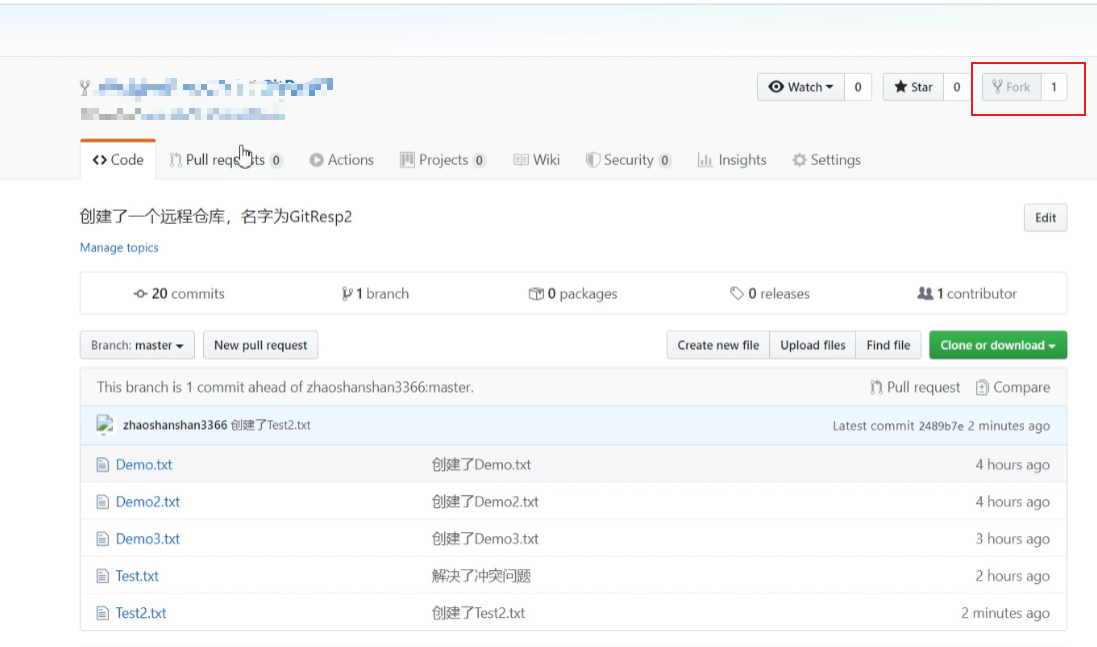 Watch 0 Star 0 Fork 1
Code Pull requests 0 Actions Projects 0 Wiki Security 0 Insights Settings
创建了一个远程仓库，名字为GitResp2 Edit
Manage topics
20 commits 1 branch 0 packages 0 releases 1 contributor
Branch: master New pull request Create new file Upload files Find file Clone or download
This branch is 1 commit ahead of zhaoshanshan3366:master. Pull request Compare
zhaoshanshan3366 创建了Test2.txt Latest commit 2489b7e 2 minutes ago
Demo.txt 创建了Demo.txt 4 hours ago
Demo2.txt 创建了Demo2.txt 4 hours ago
Demo3.txt 创建了Demo3.txt 3 hours ago
Test.txt 解决了冲突问题 2 hours ago
Test2.txt 创建了Test2.txt 2 minutes ago